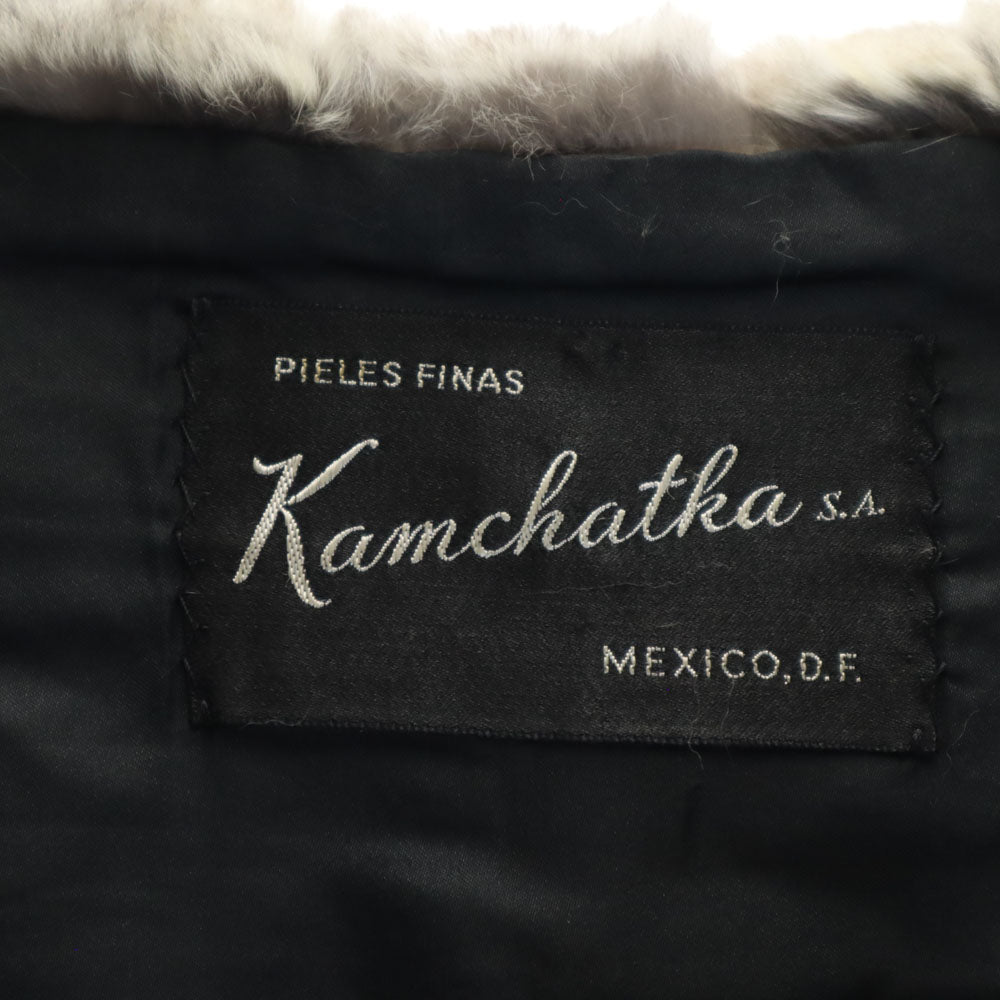 PIELES FINAS
Kamchatka S.A.
MEXICO, D.F.